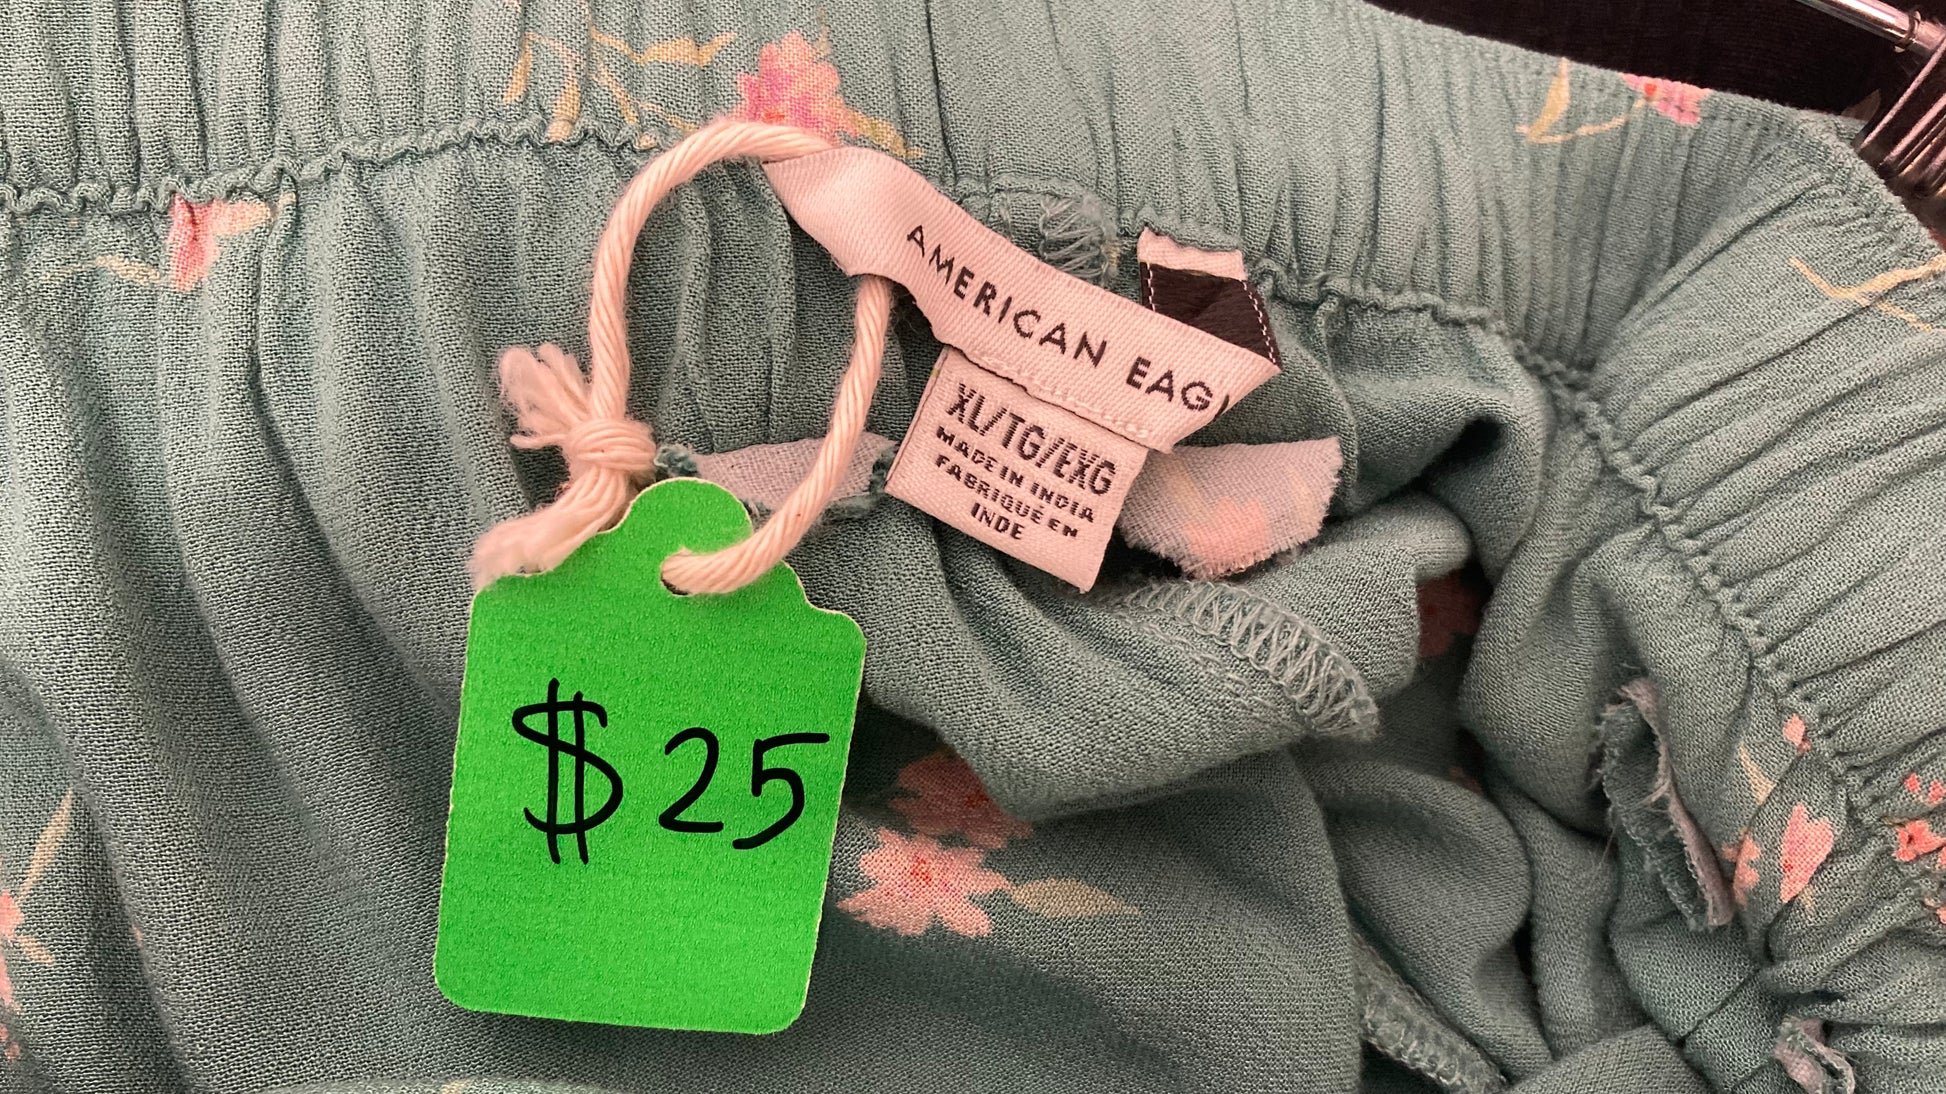 AMERICAN EAG
XL/TG/EXG
MADE IN INDIA
FABRIQUÉ EN
INDE
$25